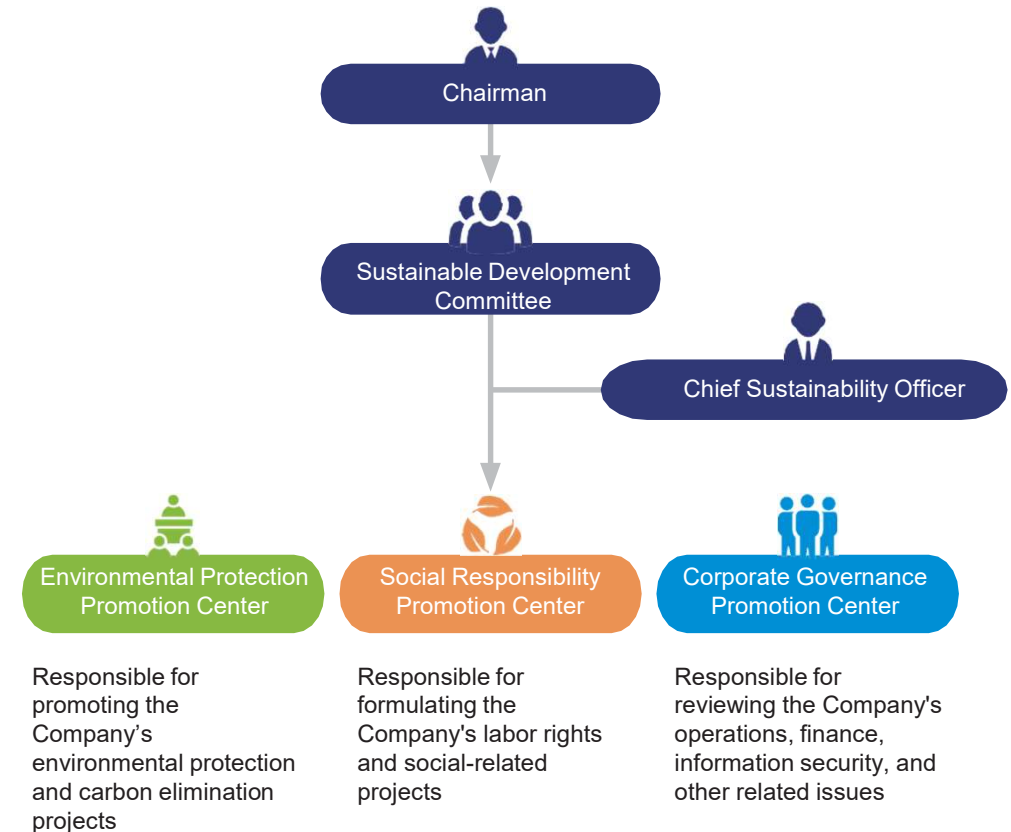 Chairman
Sustainable Development
Committee
Chief Sustainability Officer
Environmental Protection
Promotion Center
Social Responsibility
Promotion Center
Corporate Governance
Promotion Center
Responsible for
promoting the
Company’s
environmental protection
and carbon elimination
projects
Responsible for
formulating the
Company's labor rights
and social-related
projects
Responsible for
reviewing the Company's
operations, finance,
information security, and
other related issues